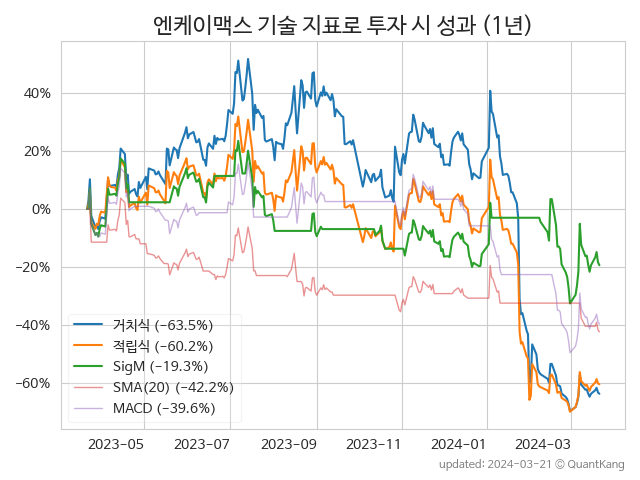 엔케이맥스 기술 지표로 투자 시 성과 (1년)
40%
20%
0%
−20%
−40%
−60%
거치식 (−63.5%)
적립식 (−60.2%)
SigM (−19.3%)
SMA(20) (−42.2%)
MACD (−39.6%)
2023−05 2023−07 2023−09 2023−11 2024−01 2024−03
updated: 2024−03−21 © QuantKang